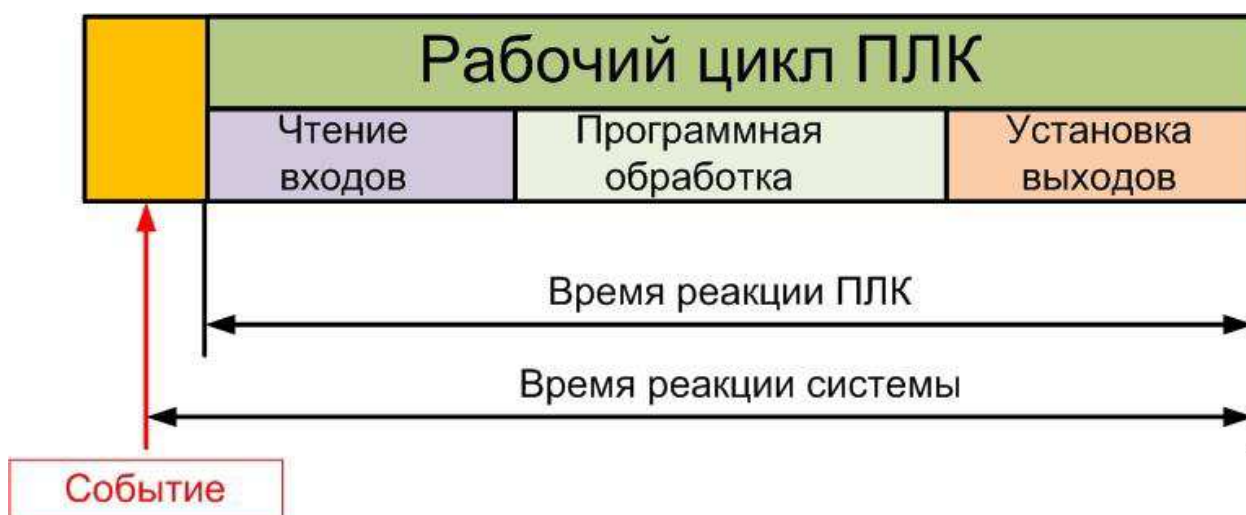 Рабочий цикл ПЛК
Чтение
входов
Программная
обработка
Установка
выходов
Время реакции ПЛК
Время реакции системы
Событие